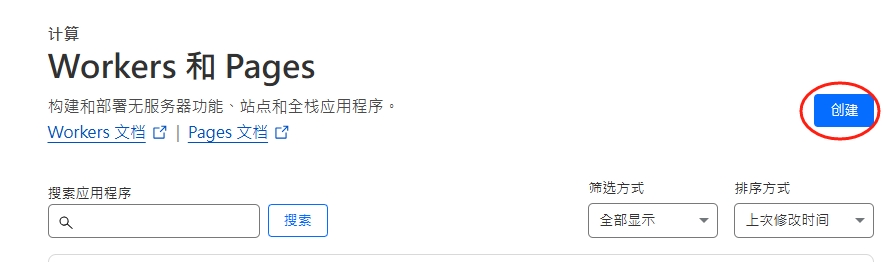 计算
Workers 和 Pages
构建和部署无服务器功能、站点和全栈应用程序。
Workers 文档 | Pages 文档
创建
搜索应用程序
搜索
筛选方式
全部显示
排序方式
上次修改时间